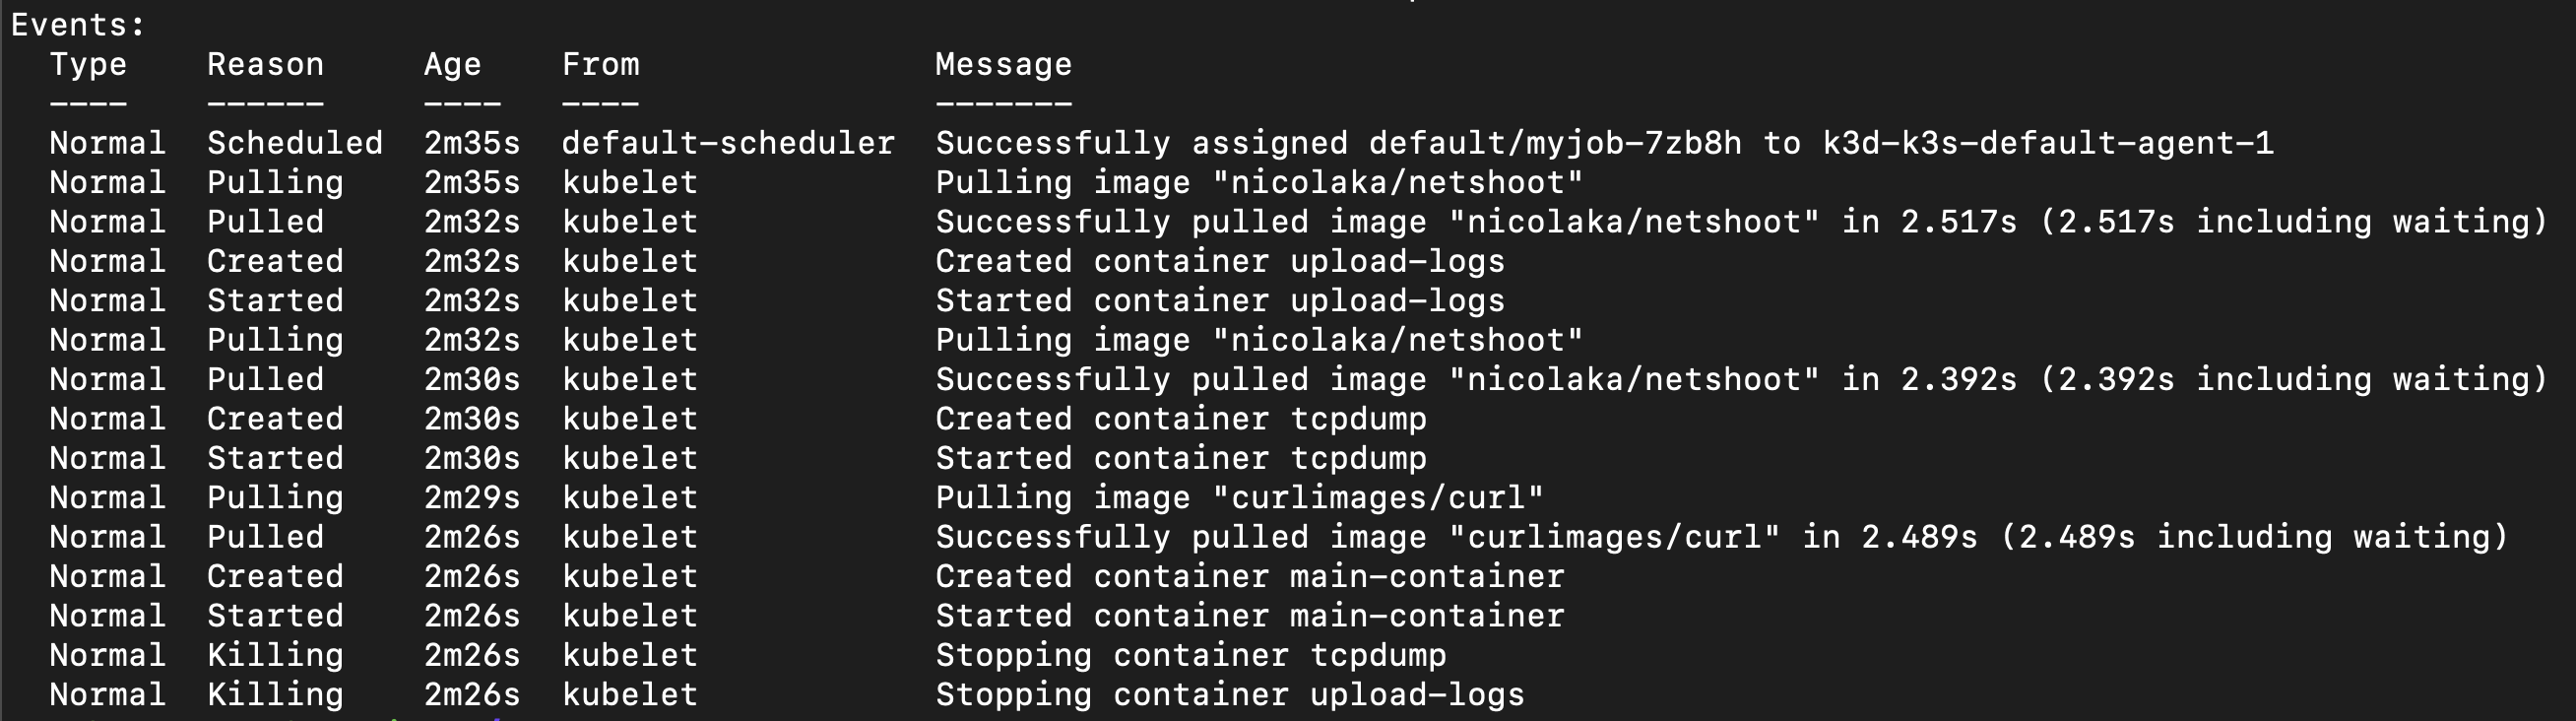 Events:
Type Reason Age From Message
---- ------ ---- ---- -------
Normal Scheduled 2m35s default-scheduler Successfully assigned default/myjob-7zb8h to k3d-k3s-default-agent-1
Normal Pulling 2m35s kubelet Pulling image "nicolaka/netshoot"
Normal Pulled 2m32s kubelet Successfully pulled image "nicolaka/netshoot" in 2.517s (2.517s including waiting)
Normal Created 2m32s kubelet Created container upload-logs
Normal Started 2m32s kubelet Started container upload-logs
Normal Pulling 2m32s kubelet Pulling image "nicolaka/netshoot"
Normal Pulled 2m30s kubelet Successfully pulled image "nicolaka/netshoot" in 2.392s (2.392s including waiting)
Normal Created 2m30s kubelet Created container tcpdump
Normal Started 2m30s kubelet Started container tcpdump
Normal Pulling 2m29s kubelet Pulling image "curlimages/curl"
Normal Pulled 2m26s kubelet Successfully pulled image "curlimages/curl" in 2.489s (2.489s including waiting)
Normal Created 2m26s kubelet Created container main-container
Normal Started 2m26s kubelet Started container main-container
Normal Killing 2m26s kubelet Stopping container tcpdump
Normal Killing 2m26s kubelet Stopping container upload-logs